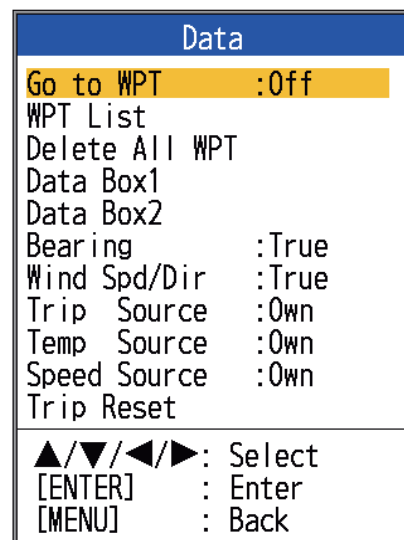 Data
Go to WPT :Off
WPT List
Delete All WPT
Data Box1
Data Box2
Bearing :True
Wind Spd/Dir :True
Trip Source :Own
Temp Source :Own
Speed Source :Own
Trip Reset
▲/▼/◀/▶: Select
[ENTER] : Enter
[MENU] : Back